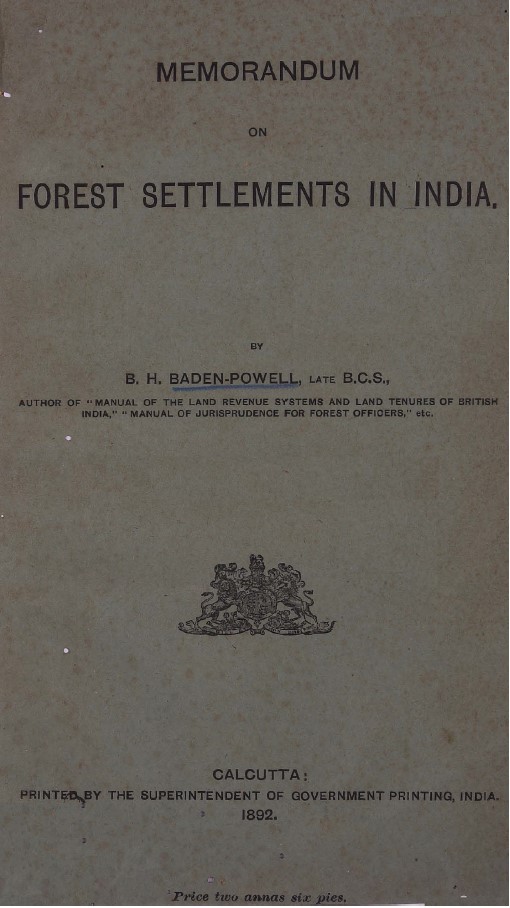 MEMORANDUM
ON
FOREST SETTLEMENTS IN INDIA.
BY
B. H. BADEN-POWELL, LATE B.C.S.,
AUTHOR OF "MANUAL OF THE LAND REVENUE SYSTEMS AND LAND TENURES OF BRITISH
INDIA," "MANUAL OF JURISPRUDENCE FOR FOREST OFFICERS," etc.
CALCUTTA:
PRINTED BY THE SUPERINTENDENT OF GOVERNMENT PRINTING, INDIA.
1892.
Price two annas six pies.